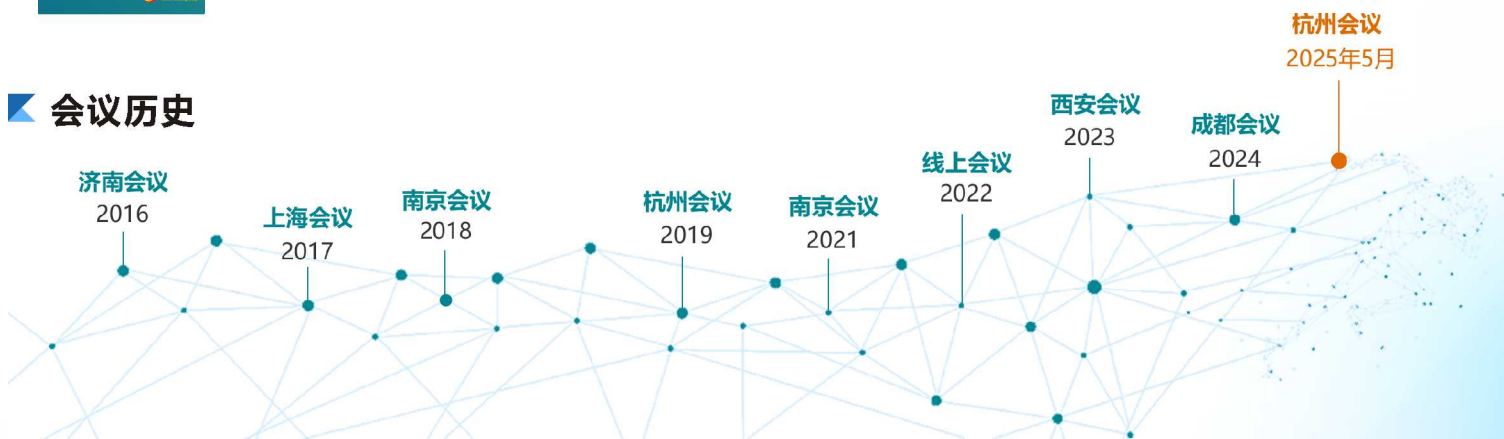 会议历史
济南会议
2016
上海会议
2017
南京会议
2018
杭州会议
2019
南京会议
2021
线上会议
2022
西安会议
2023
成都会议
2024
杭州会议
2025年5月